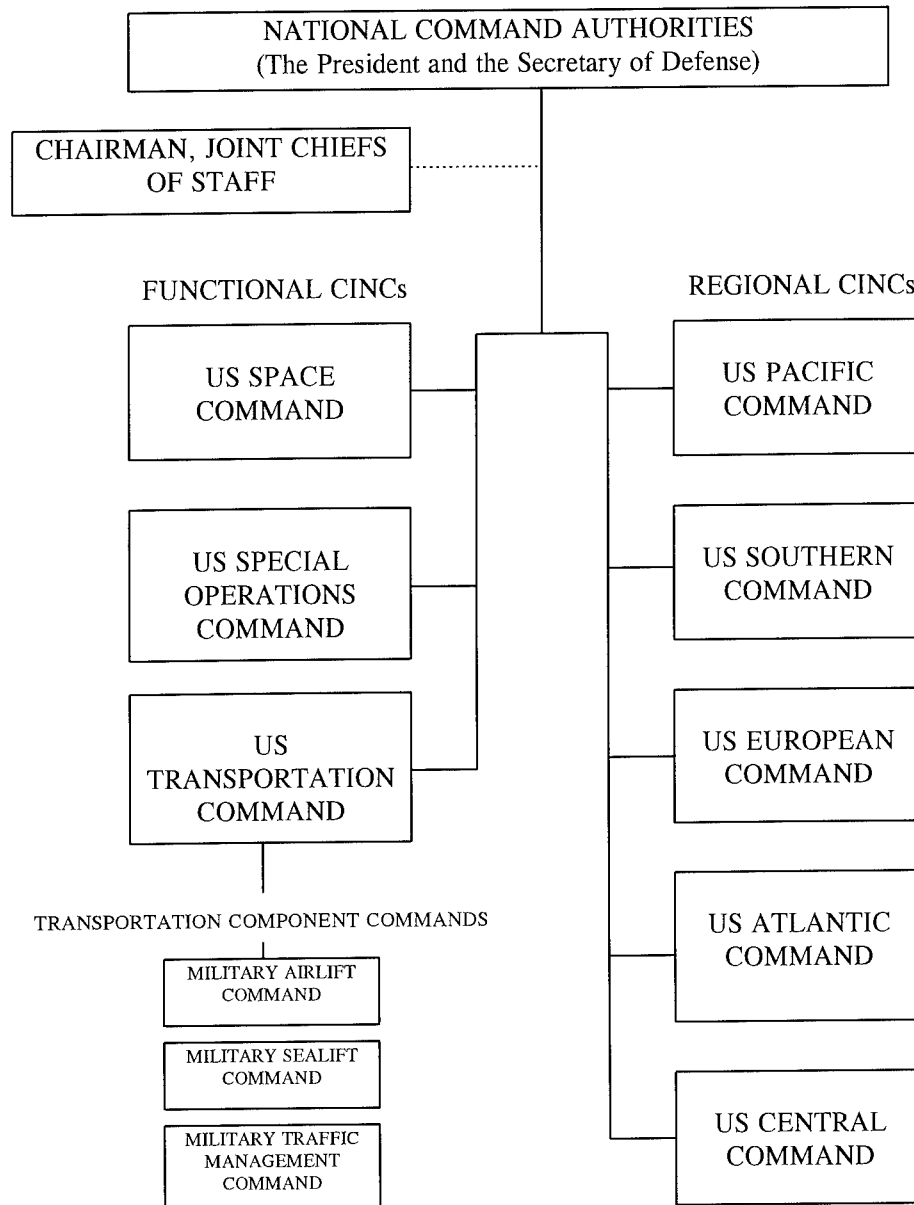 NATIONAL COMMAND AUTHORITIES
(The President and the Secretary of Defense)
CHAIRMAN, JOINT CHIEFS
OF STAFF
FUNCTIONAL CINCs
US SPACE
COMMAND
US SPECIAL
OPERATIONS
COMMAND
US
TRANSPORTATION
COMMAND
TRANSPORTATION COMPONENT COMMANDS
MILITARY AIRLIFT
COMMAND
MILITARY SEALIFT
COMMAND
MILITARY TRAFFIC
MANAGEMENT
COMMAND
REGIONAL CINCs
US PACIFIC
COMMAND
US SOUTHERN
COMMAND
US EUROPEAN
COMMAND
US ATLANTIC
COMMAND
US CENTRAL
COMMAND